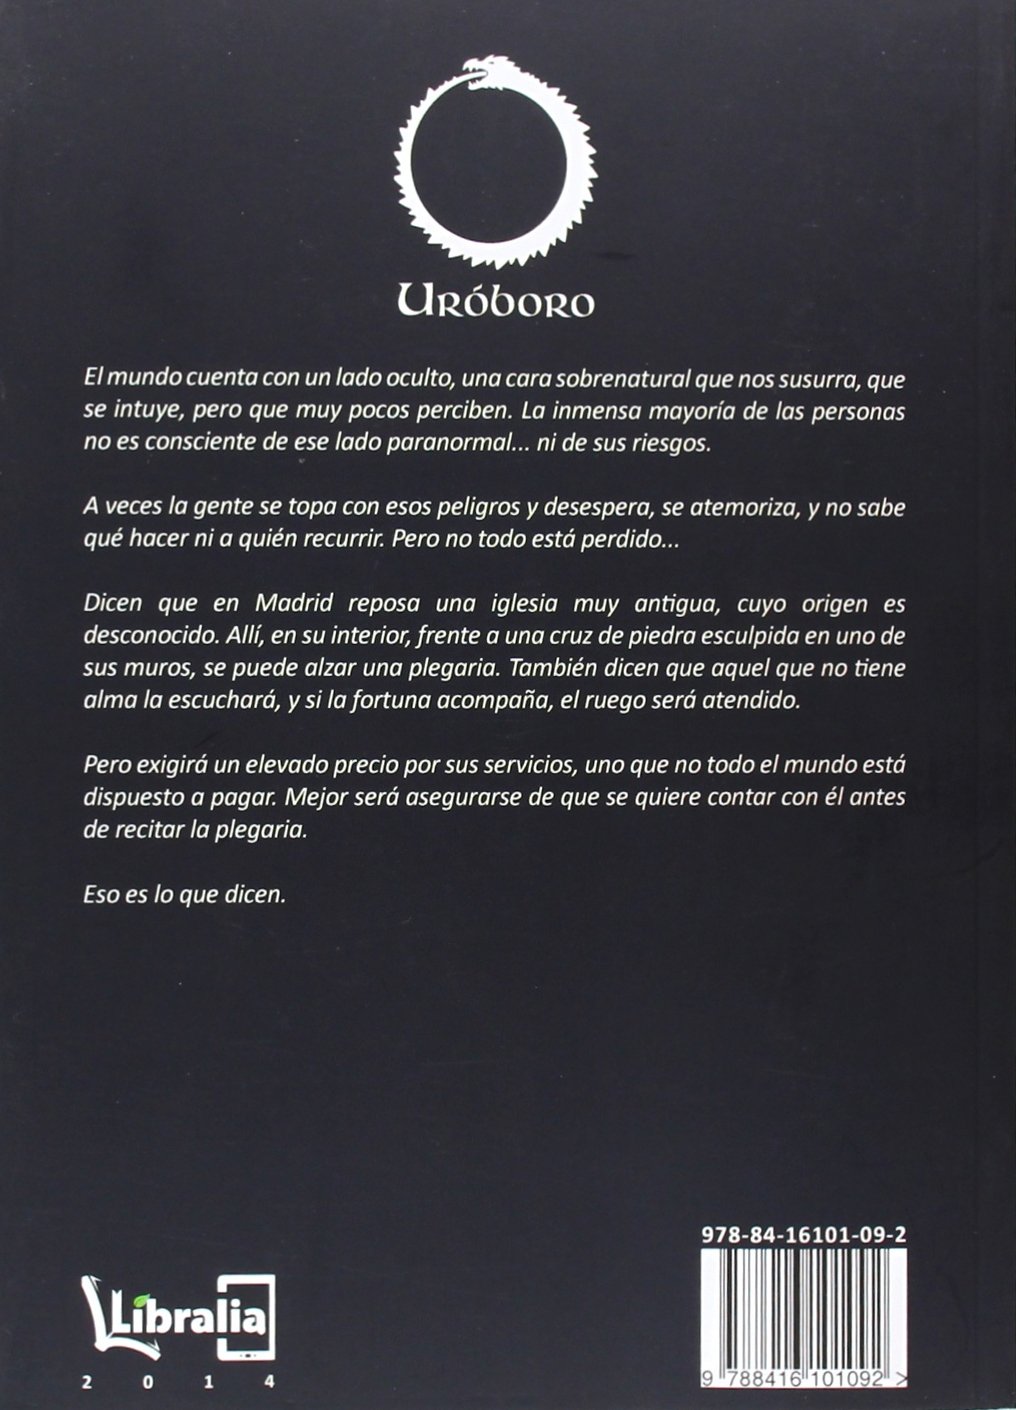 Uróboro
El mundo cuenta con un lado oculto, una cara sobrenatural que nos susurra, que
se intuye, pero que muy pocos perciben. La inmensa mayoría de las personas
no es consciente de ese lado paranormal... ni de sus riesgos.
A veces la gente se topa con esos peligros y desespera, se atemoriza, y no sabe
qué hacer ni a quién recurrir. Pero no todo está perdido...
Dicen que en Madrid reposa una iglesia muy antigua, cuyo origen es
desconocido. Allí, en su interior, frente a una cruz de piedra esculpida en uno de
sus muros, se puede alzar una plegaria. También dicen que aquel que no tiene
alma la escuchará, y si la fortuna acompaña, el ruego será atendido.
Pero exigirá un elevado precio por sus servicios, uno que no todo el mundo está
dispuesto a pagar. Mejor será asegurarse de que se quiere contar con él antes
de recitar la plegaria.
Eso es lo que dicen.
978-84-16101-09-2
Libralia
2 0 1 4
9 788416 101092 >